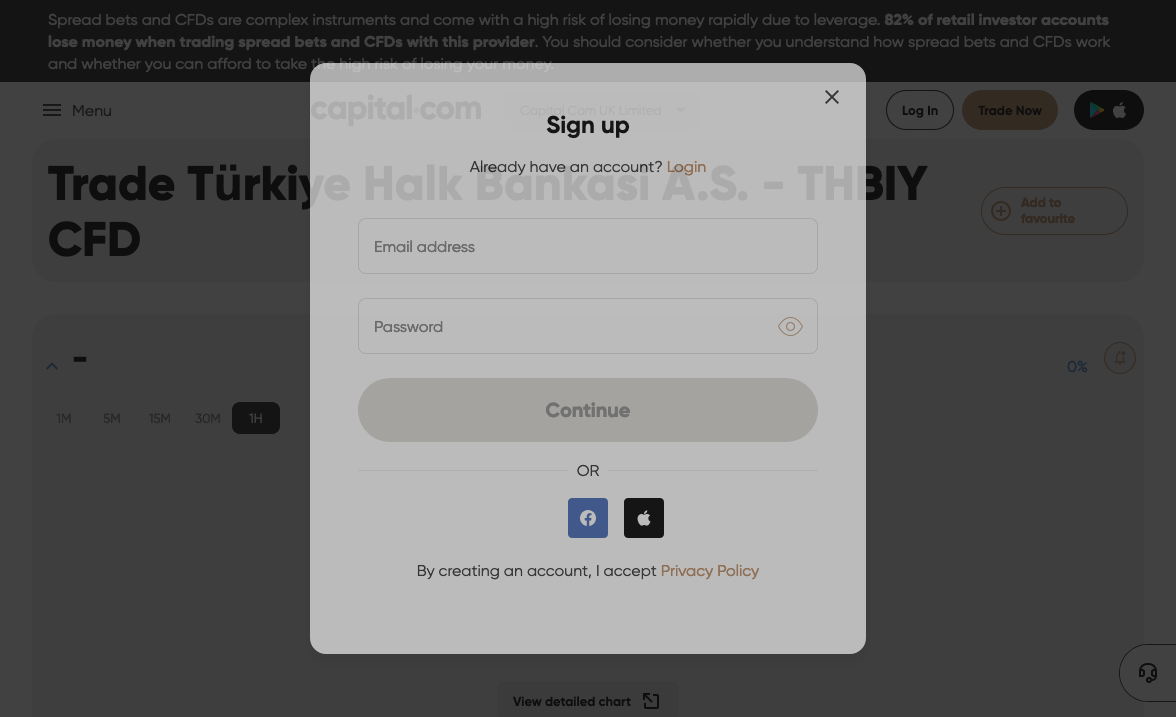 Spread bets and CFDs are complex instruments and come with a high risk of losing money rapidly due to leverage. 82% of retail investor accounts
lose money when trading spread bets and CFDs with this provider. You should consider whether you understand how spread bets and CFDs work
and whether you can afford to take the high risk of losing your money.
Menu
capital.com
Capital Com UK Limited
Log In
Trade Now
Sign up
Already have an account? Login
Trade Türkiye Halk Bankasi A.S. - THBIY
CFD
Add to
favourite
Email address
Password
-
0%
1M 5M 15M 30M 1H
Continue
OR
By creating an account, I accept Privacy Policy
View detailed chart